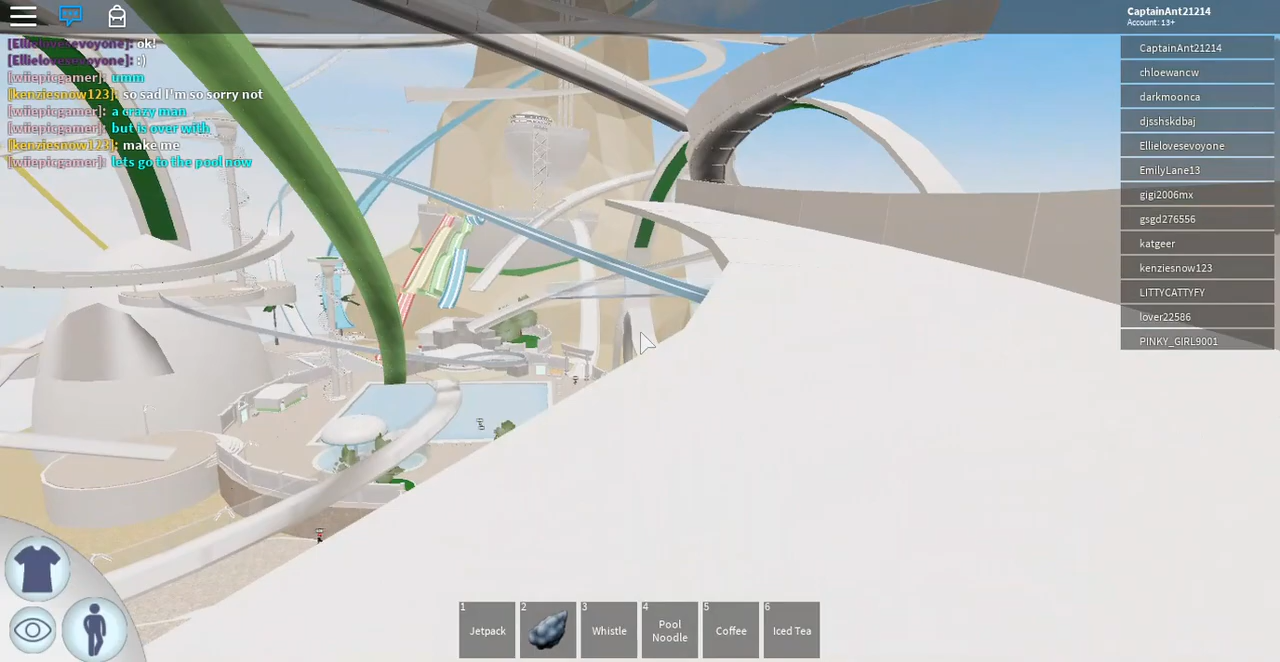 CaptainAnt21214
Account: 13+
[Ellielovesevoyone]: ok!
[Ellielovesevoyone]: :)
[wiiepicgamer]: umm
[kenziesnow123]: so sad I'm so sorry not
[wiiepicgamer]: a crazy man
[wiiepicgamer]: but is over with
[kenziesnow123]: make me
[wiiepicgamer]: lets go to the pool now
CaptainAnt21214
chloewancw
darkmoonca
djsshskdbaj
Ellielovesevoyone
EmilyLane13
gigi2006mx
gsgd276556
katgeer
kenziesnow123
LITTYCATTYFY
lover22586
PINKY_GIRL9001
1 Jetpack
2
3 Whistle
4 Pool Noodle
5 Coffee
6 Iced Tea